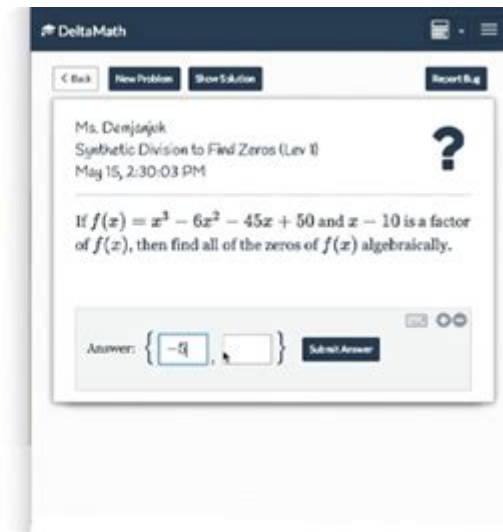 DeltaMath
< Back New Problem Show Solution Report Bug
Ms. Demjanjuk
Synthetic Division to Find Zeros (Lev 1)
May 15, 2:30:03 PM
?
If f(x) = x³ − 6x² − 45x + 50 and x − 10 is a factor
of f(x), then find all of the zeros of f(x) algebraically.
Answer: { −5 , } Submit Answer